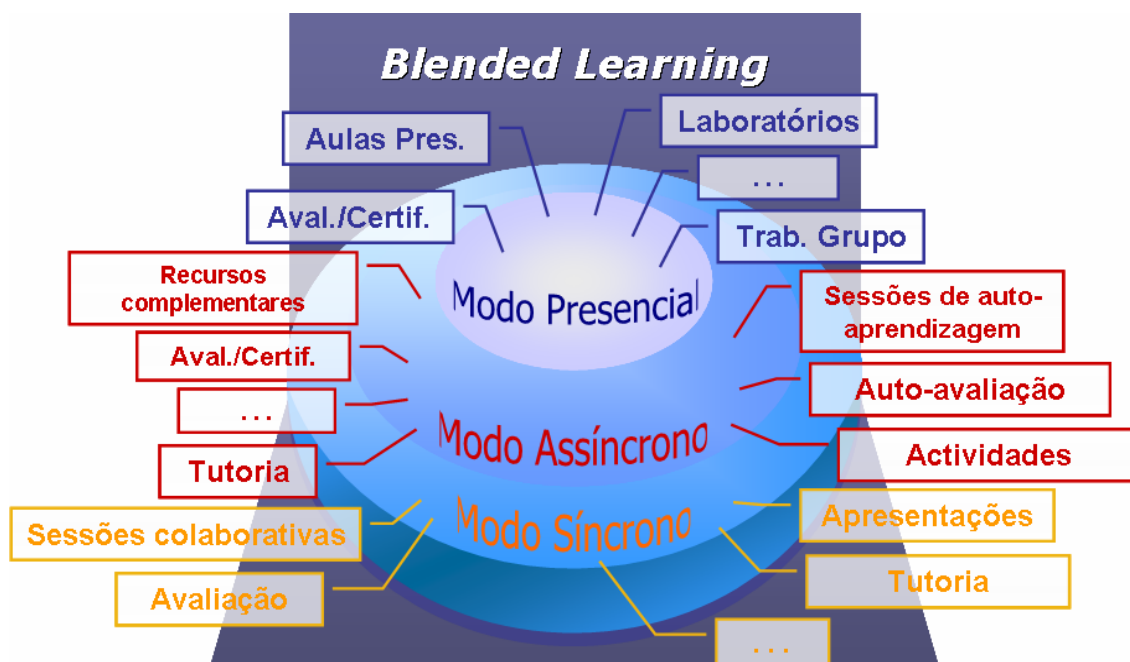 Blended Learning
Laboratórios
Aulas Pres.
...
Aval./Certif.
Trab. Grupo
Modo Presencial
Recursos
complementares
Sessões de auto-
aprendizagem
Aval./Certif.
Auto-avaliação
...
Modo Assíncrono
Tutoria
Actividades
Modo Síncrono
Sessões colaborativas
Apresentações
Avaliação
Tutoria
...